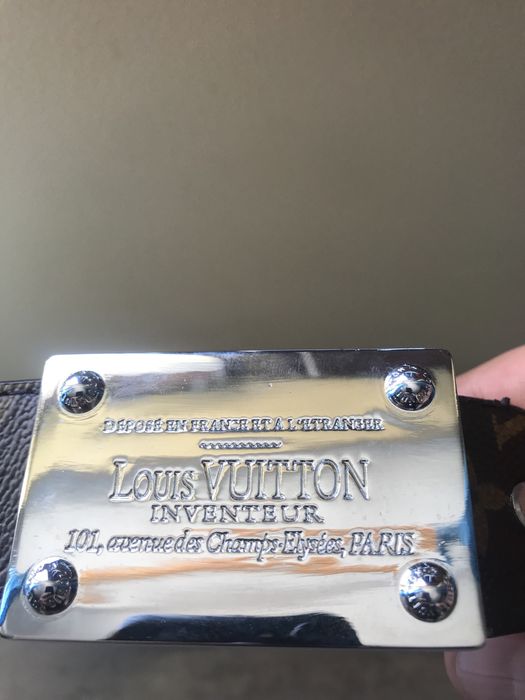 DÉPOSÉ EN FRANCE ET A L'ETRANGER
LOUIS VUITTON
INVENTEUR
101, avenue des Champs-Elysées, PARIS